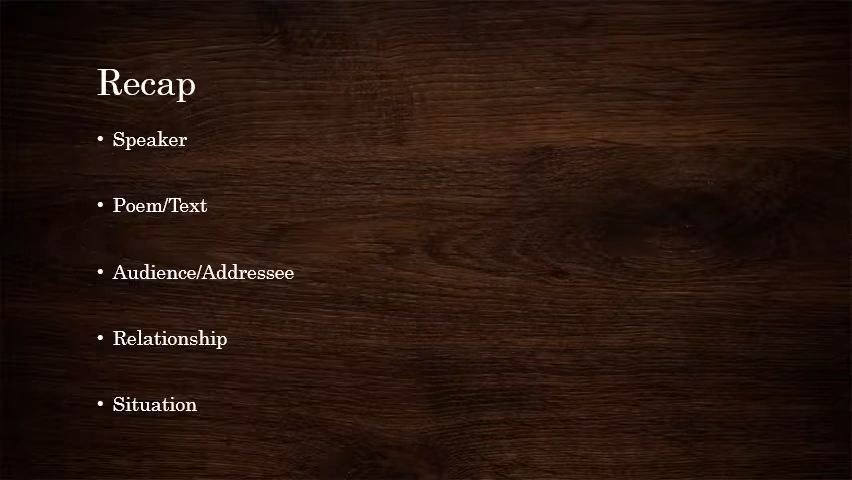 Recap
• Speaker
• Poem/Text
• Audience/Addressee
• Relationship
• Situation